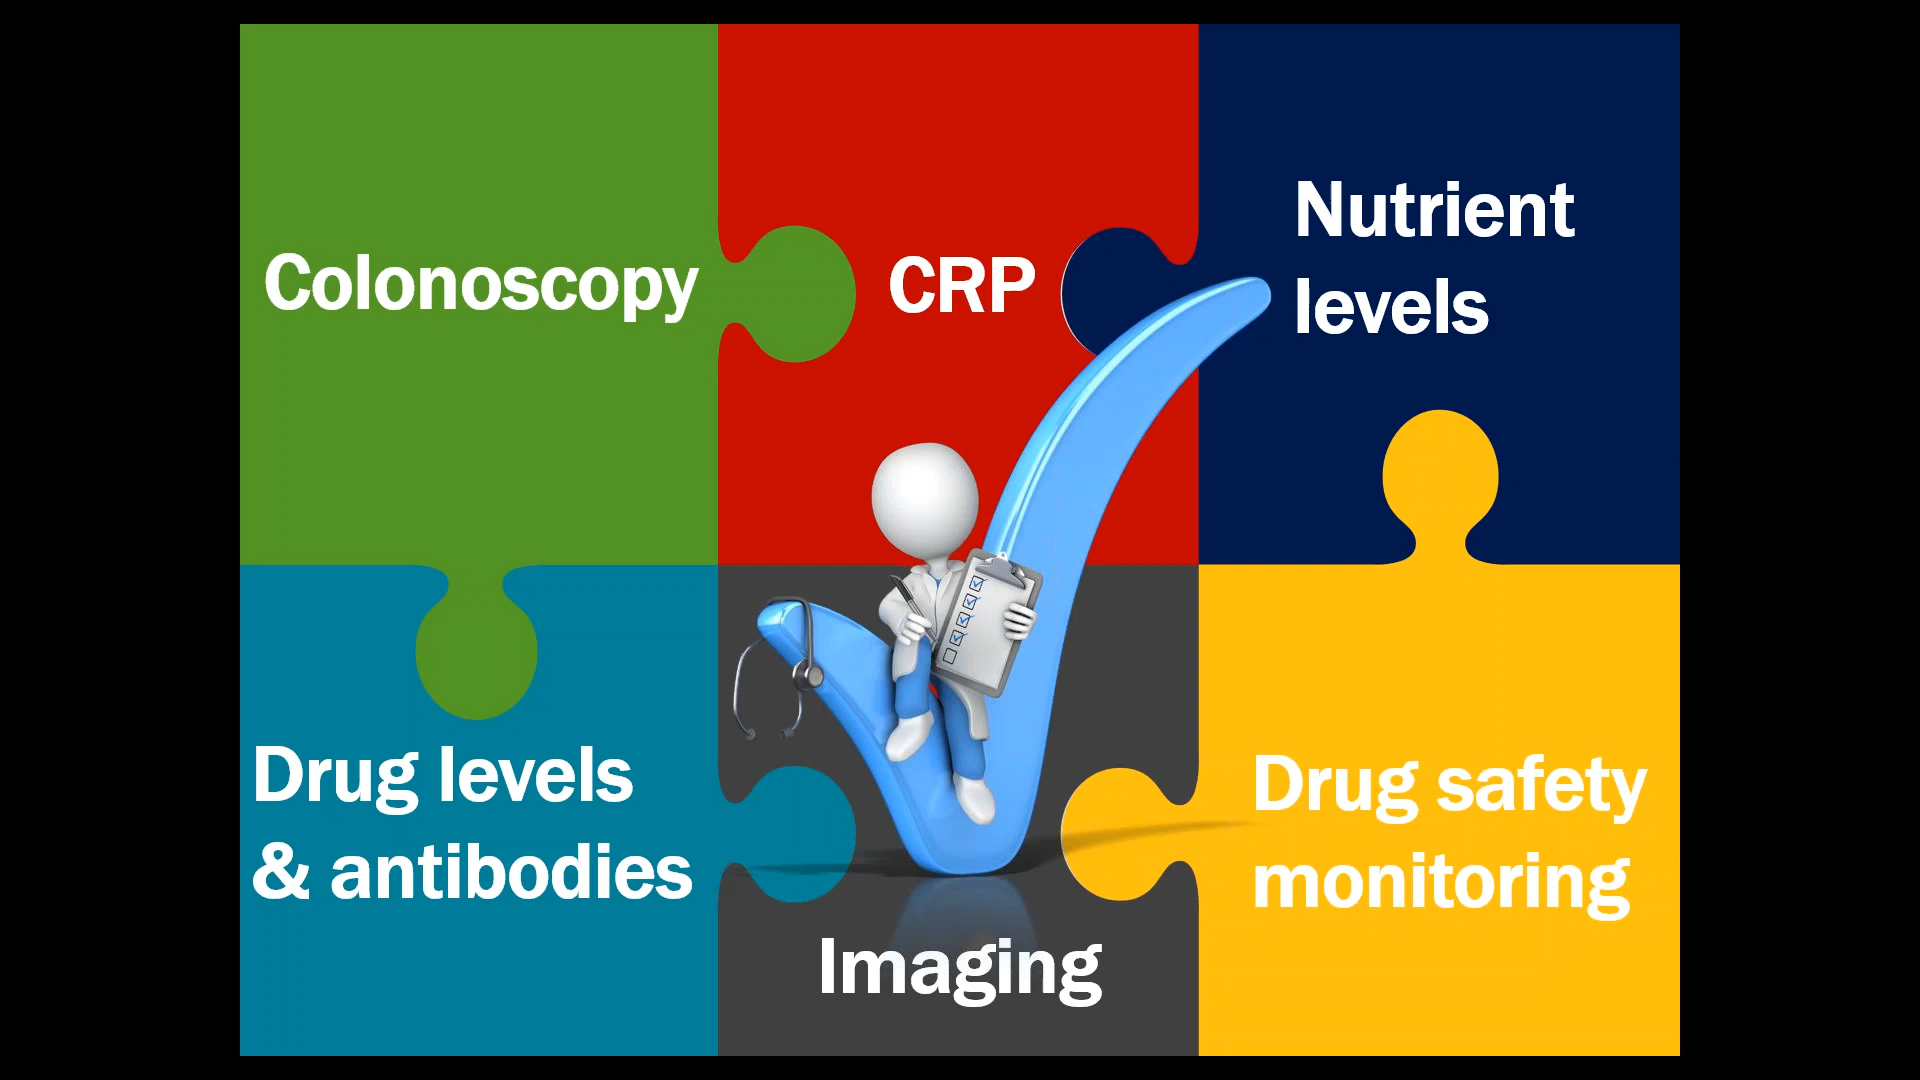 Colonoscopy
CRP
Nutrient
levels
Drug levels
& antibodies
Imaging
Drug safety
monitoring